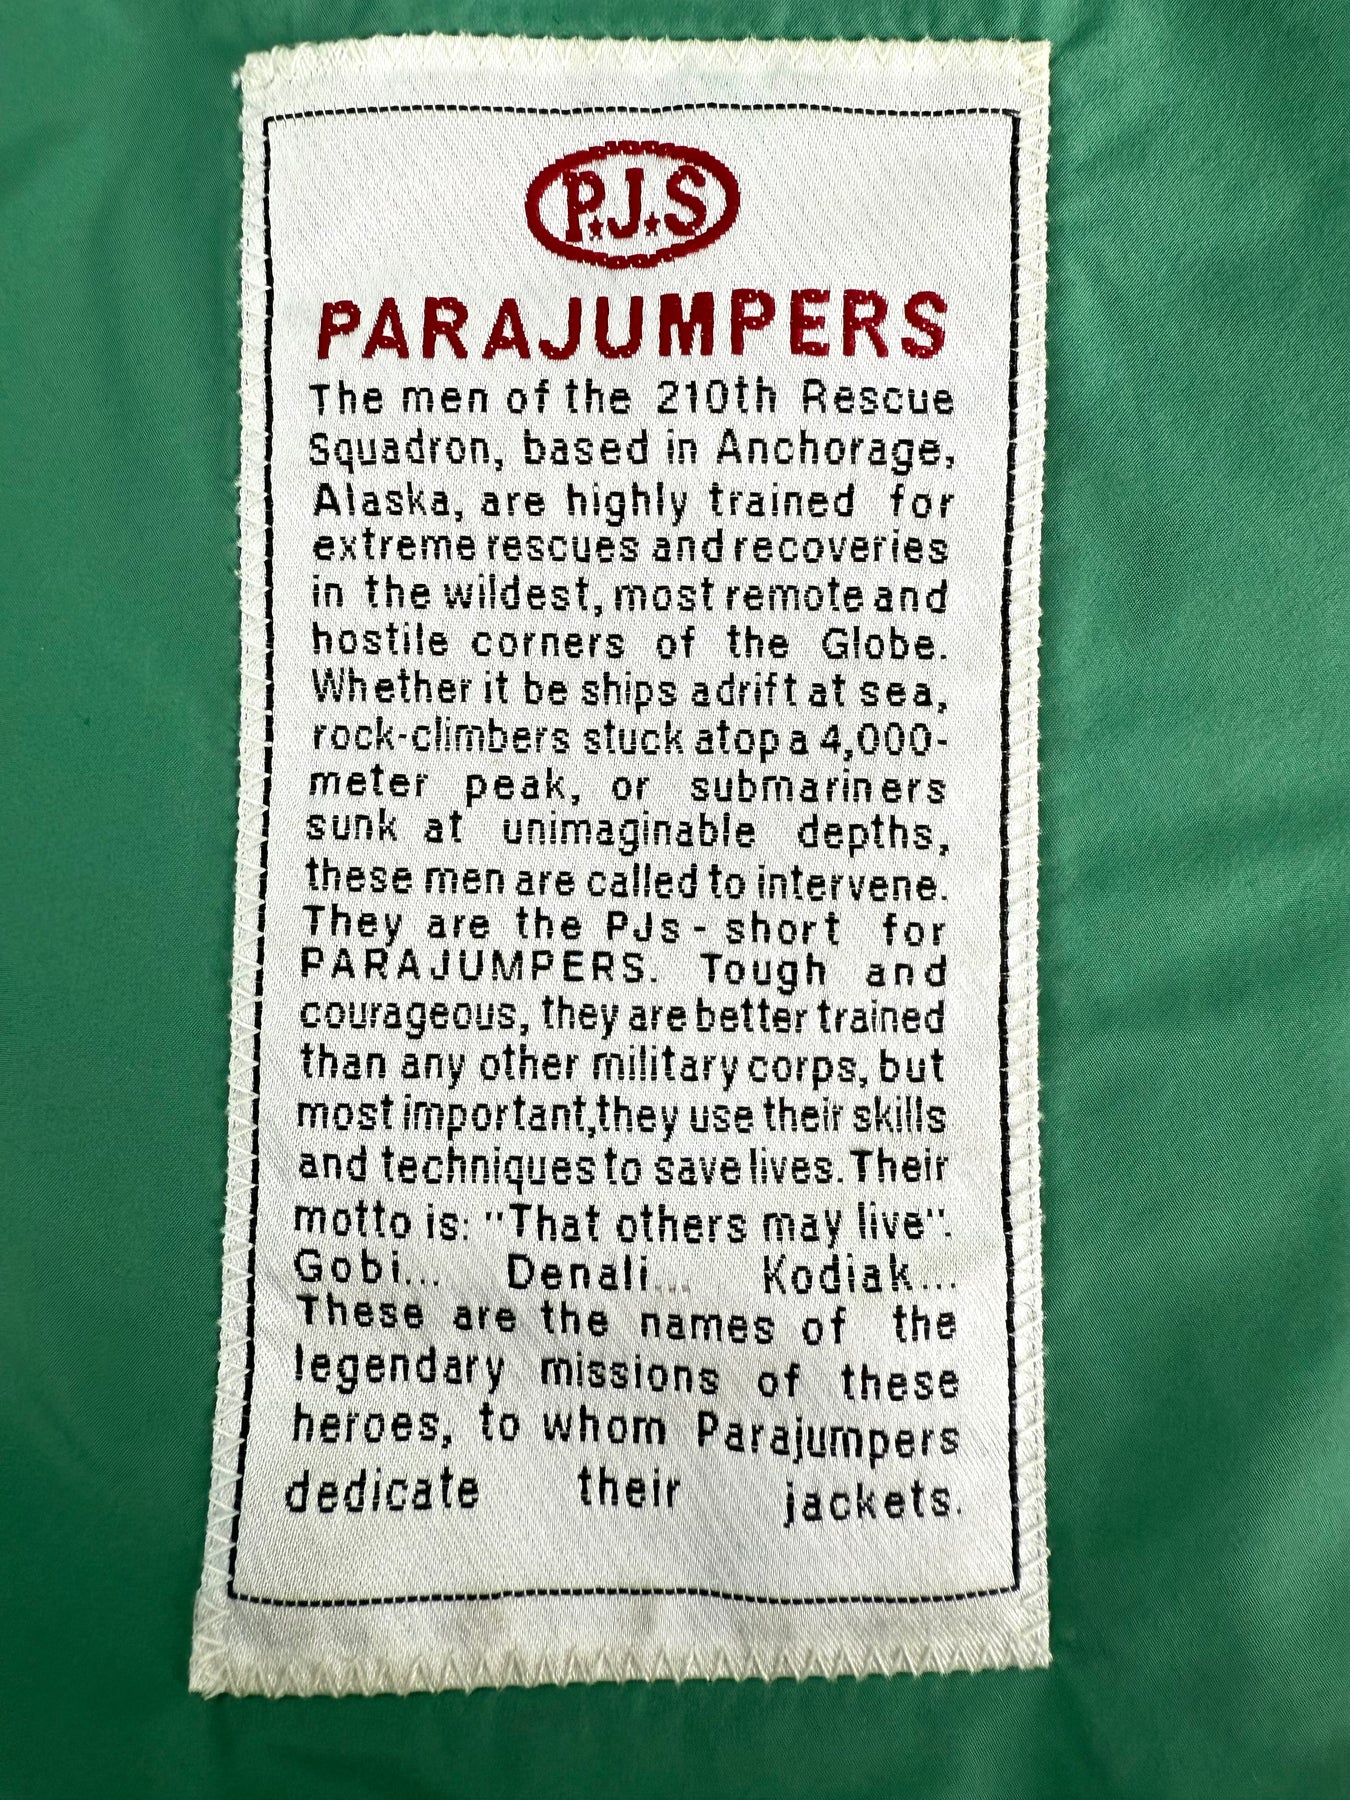 P.J.S
PARAJUMPERS
The men of the 210th Rescue
Squadron, based in Anchorage,
Alaska, are highly trained for
extreme rescues and recoveries
in the wildest, most remote and
hostile corners of the Globe.
Whether it be ships adrift at sea,
rock-climbers stuck atop a 4,000-
meter peak, or submariners
sunk at unimaginable depths,
these men are called to intervene.
They are the PJs - short for
PARAJUMPERS. Tough and
courageous, they are better trained
than any other military corps, but
most important,they use their skills
and techniques to save lives. Their
motto is: "That others may live".
Gobi... Denali... Kodiak...
These are the names of the
legendary missions of these
heroes, to whom Parajumpers
dedicate their jackets.